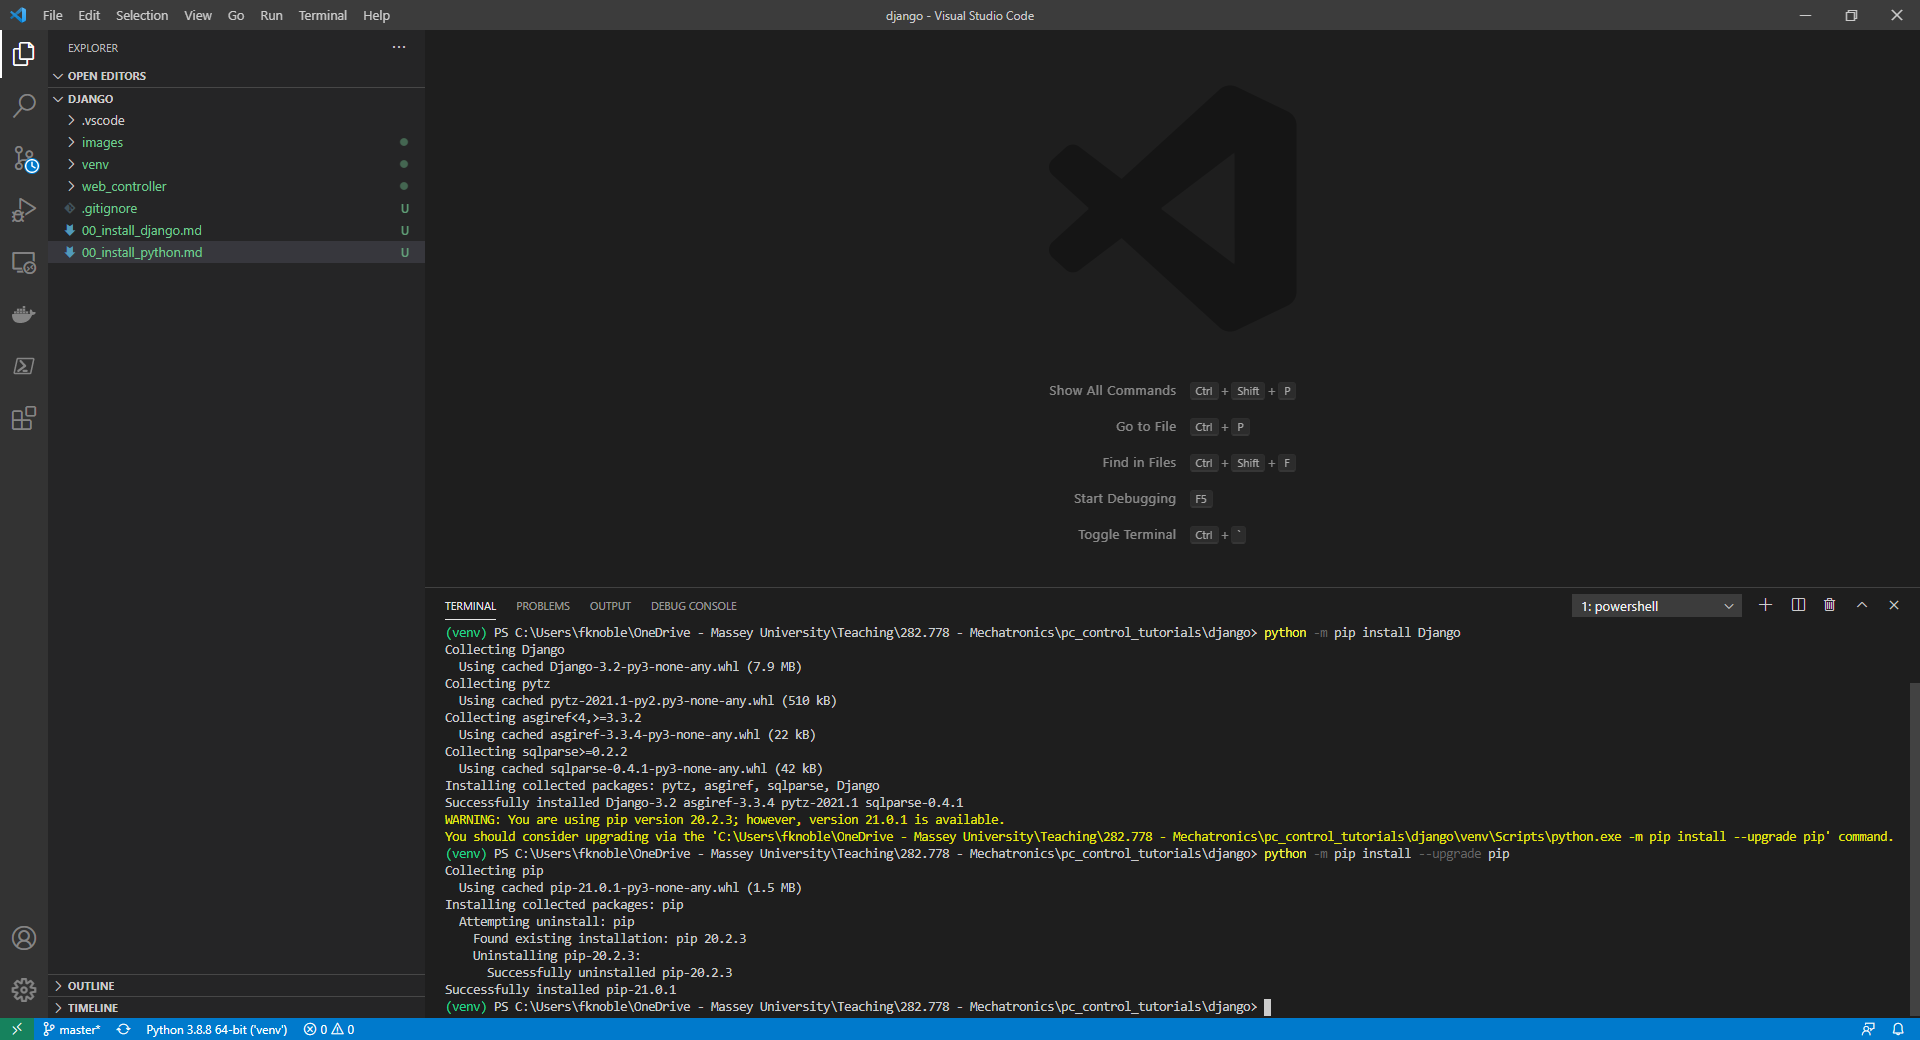 File Edit Selection View Go Run Terminal Help
django - Visual Studio Code
EXPLORER
OPEN EDITORS
DJANGO
.vscode
images
venv
web_controller
.gitignore U
00_install_django.md U
00_install_python.md U
OUTLINE
TIMELINE
Show All Commands Ctrl + Shift + P
Go to File Ctrl + P
Find in Files Ctrl + Shift + F
Start Debugging F5
Toggle Terminal Ctrl + `
TERMINAL PROBLEMS OUTPUT DEBUG CONSOLE 1: powershell
(venv) PS C:\Users\fknoble\OneDrive - Massey University\Teaching\282.778 - Mechatronics\pc_control_tutorials\django> python -m pip install Django
Collecting Django
  Using cached Django-3.2-py3-none-any.whl (7.9 MB)
Collecting pytz
  Using cached pytz-2021.1-py2.py3-none-any.whl (510 kB)
Collecting asgiref<4,>=3.3.2
  Using cached asgiref-3.3.4-py3-none-any.whl (22 kB)
Collecting sqlparse>=0.2.2
  Using cached sqlparse-0.4.1-py3-none-any.whl (42 kB)
Installing collected packages: pytz, asgiref, sqlparse, Django
Successfully installed Django-3.2 asgiref-3.3.4 pytz-2021.1 sqlparse-0.4.1
WARNING: You are using pip version 20.2.3; however, version 21.0.1 is available.
You should consider upgrading via the 'C:\Users\fknoble\OneDrive - Massey University\Teaching\282.778 - Mechatronics\pc_control_tutorials\django\venv\Scripts\python.exe -m pip install --upgrade pip' command.
(venv) PS C:\Users\fknoble\OneDrive - Massey University\Teaching\282.778 - Mechatronics\pc_control_tutorials\django> python -m pip install --upgrade pip
Collecting pip
  Using cached pip-21.0.1-py3-none-any.whl (1.5 MB)
Installing collected packages: pip
  Attempting uninstall: pip
    Found existing installation: pip 20.2.3
    Uninstalling pip-20.2.3:
      Successfully uninstalled pip-20.2.3
Successfully installed pip-21.0.1
(venv) PS C:\Users\fknoble\OneDrive - Massey University\Teaching\282.778 - Mechatronics\pc_control_tutorials\django>
master* Python 3.8.8 64-bit ('venv') 0 0